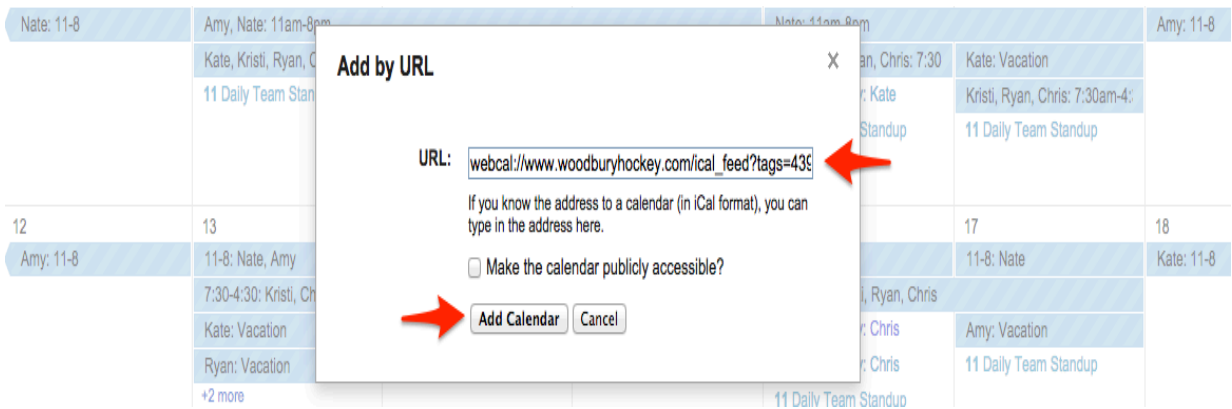 Nate: 11-8
Amy, Nate: 11am-8pm
Nate: 11am-8pm
Amy: 11-8
Kate, Kristi, Ryan,
Chris: 7:30
Kate: Vacation
11 Daily Team
Kate
Kristi, Ryan, Chris: 7:30am-4:
Standup
11 Daily Team Standup
Add by URL
X
URL:
webcal://www.woodburyhockey.com/ical_feed?tags=439
If you know the address to a calendar (in iCal format), you can
type in the address here.
Make the calendar publicly accessible?
Add Calendar
Cancel
12
13
17
18
Amy: 11-8
11-8: Nate, Amy
11-8: Nate
Kate: 11-8
7:30-4:30: Kristi,
Ryan, Chris
Kate: Vacation
Chris
Amy: Vacation
Ryan: Vacation
Chris
11 Daily Team Standup
+2 more
11 Daily Team Standup